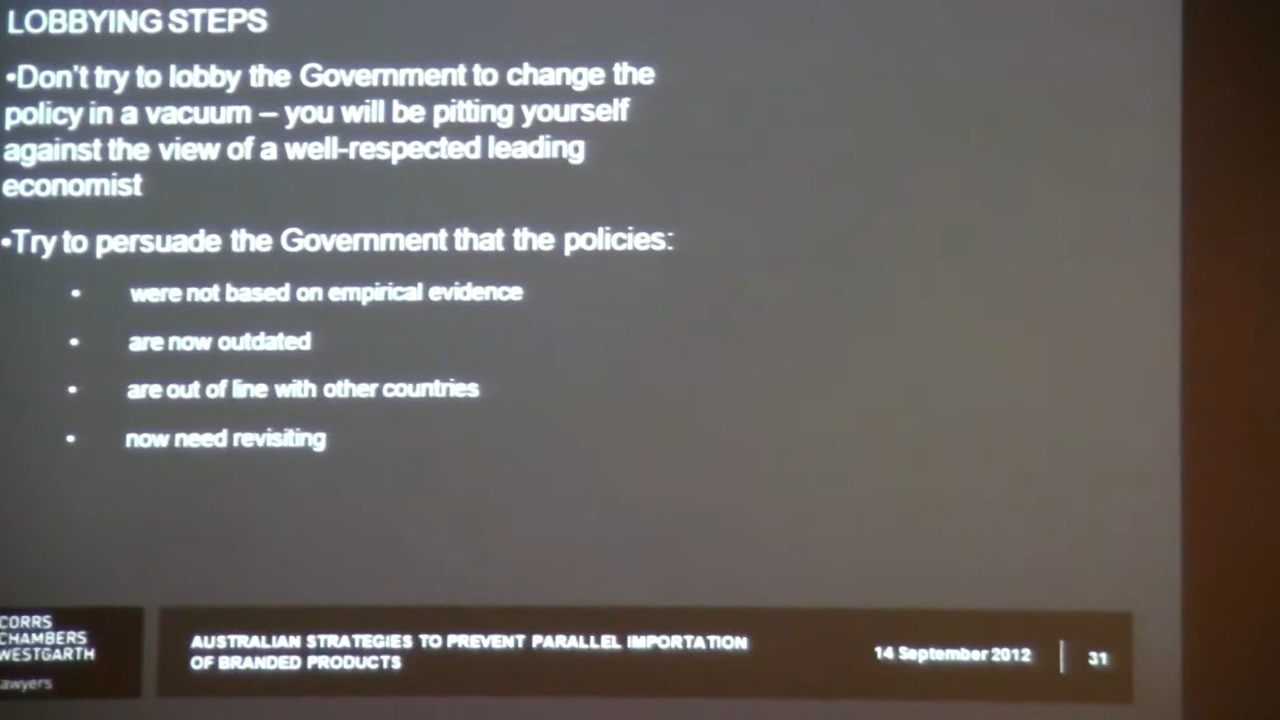 LOBBYING STEPS
•Don't try to lobby the Government to change the
policy in a vacuum – you will be pitting yourself
against the view of a well-respected leading
economist
•Try to persuade the Government that the policies:
• were not based on empirical evidence
• are now outdated
• are out of line with other countries
• now need revisiting
CORRS
CHAMBERS
WESTGARTH
awyers
AUSTRALIAN STRATEGIES TO PREVENT PARALLEL IMPORTATION
OF BRANDED PRODUCTS
14 September 2012 | 31